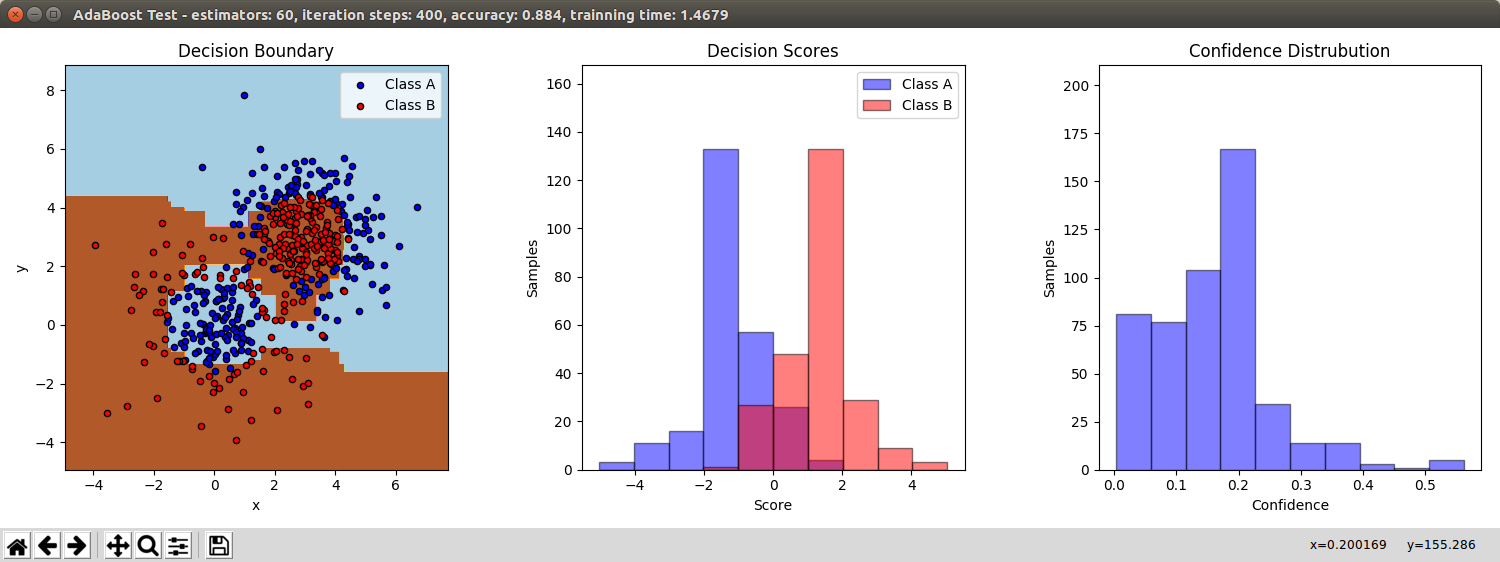 AdaBoost Test - estimators: 60, iteration steps: 400, accuracy: 0.884, trainning time: 1.4679
Decision Boundary
Class A
Class B
8
6
4
2
0
−2
−4
y
−4 −2 0 2 4 6
x
Decision Scores
Class A
Class B
160
140
120
100
80
60
40
20
0
Samples
−4 −2 0 2 4
Score
Confidence Distrubution
200
175
150
125
100
75
50
25
0
Samples
0.0 0.1 0.2 0.3 0.4 0.5
Confidence
x=0.200169 y=155.286